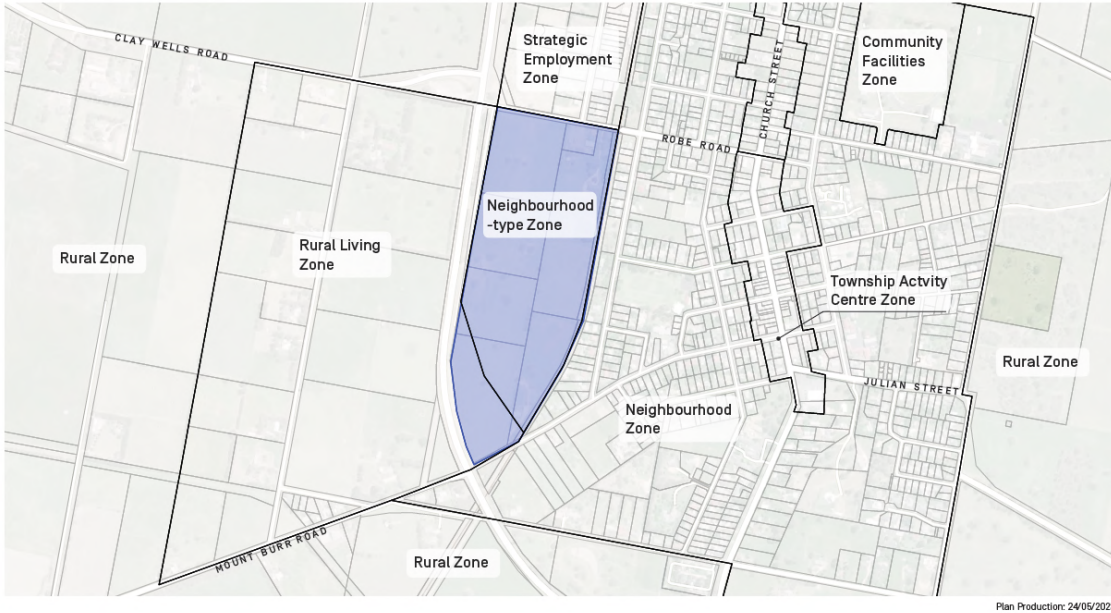 CLAY WELLS ROAD
Strategic
Employment
Zone
CHURCH STREET
Community
Facilities
Zone
ROBE ROAD
Neighbourhood
-type Zone
Rural Zone
Rural Living
Zone
Township Actvity
Centre Zone
Rural Zone
JULIAN STREET
Neighbourhood
Zone
MOUNT BURR ROAD
Rural Zone
Plan Production: 24/05/202